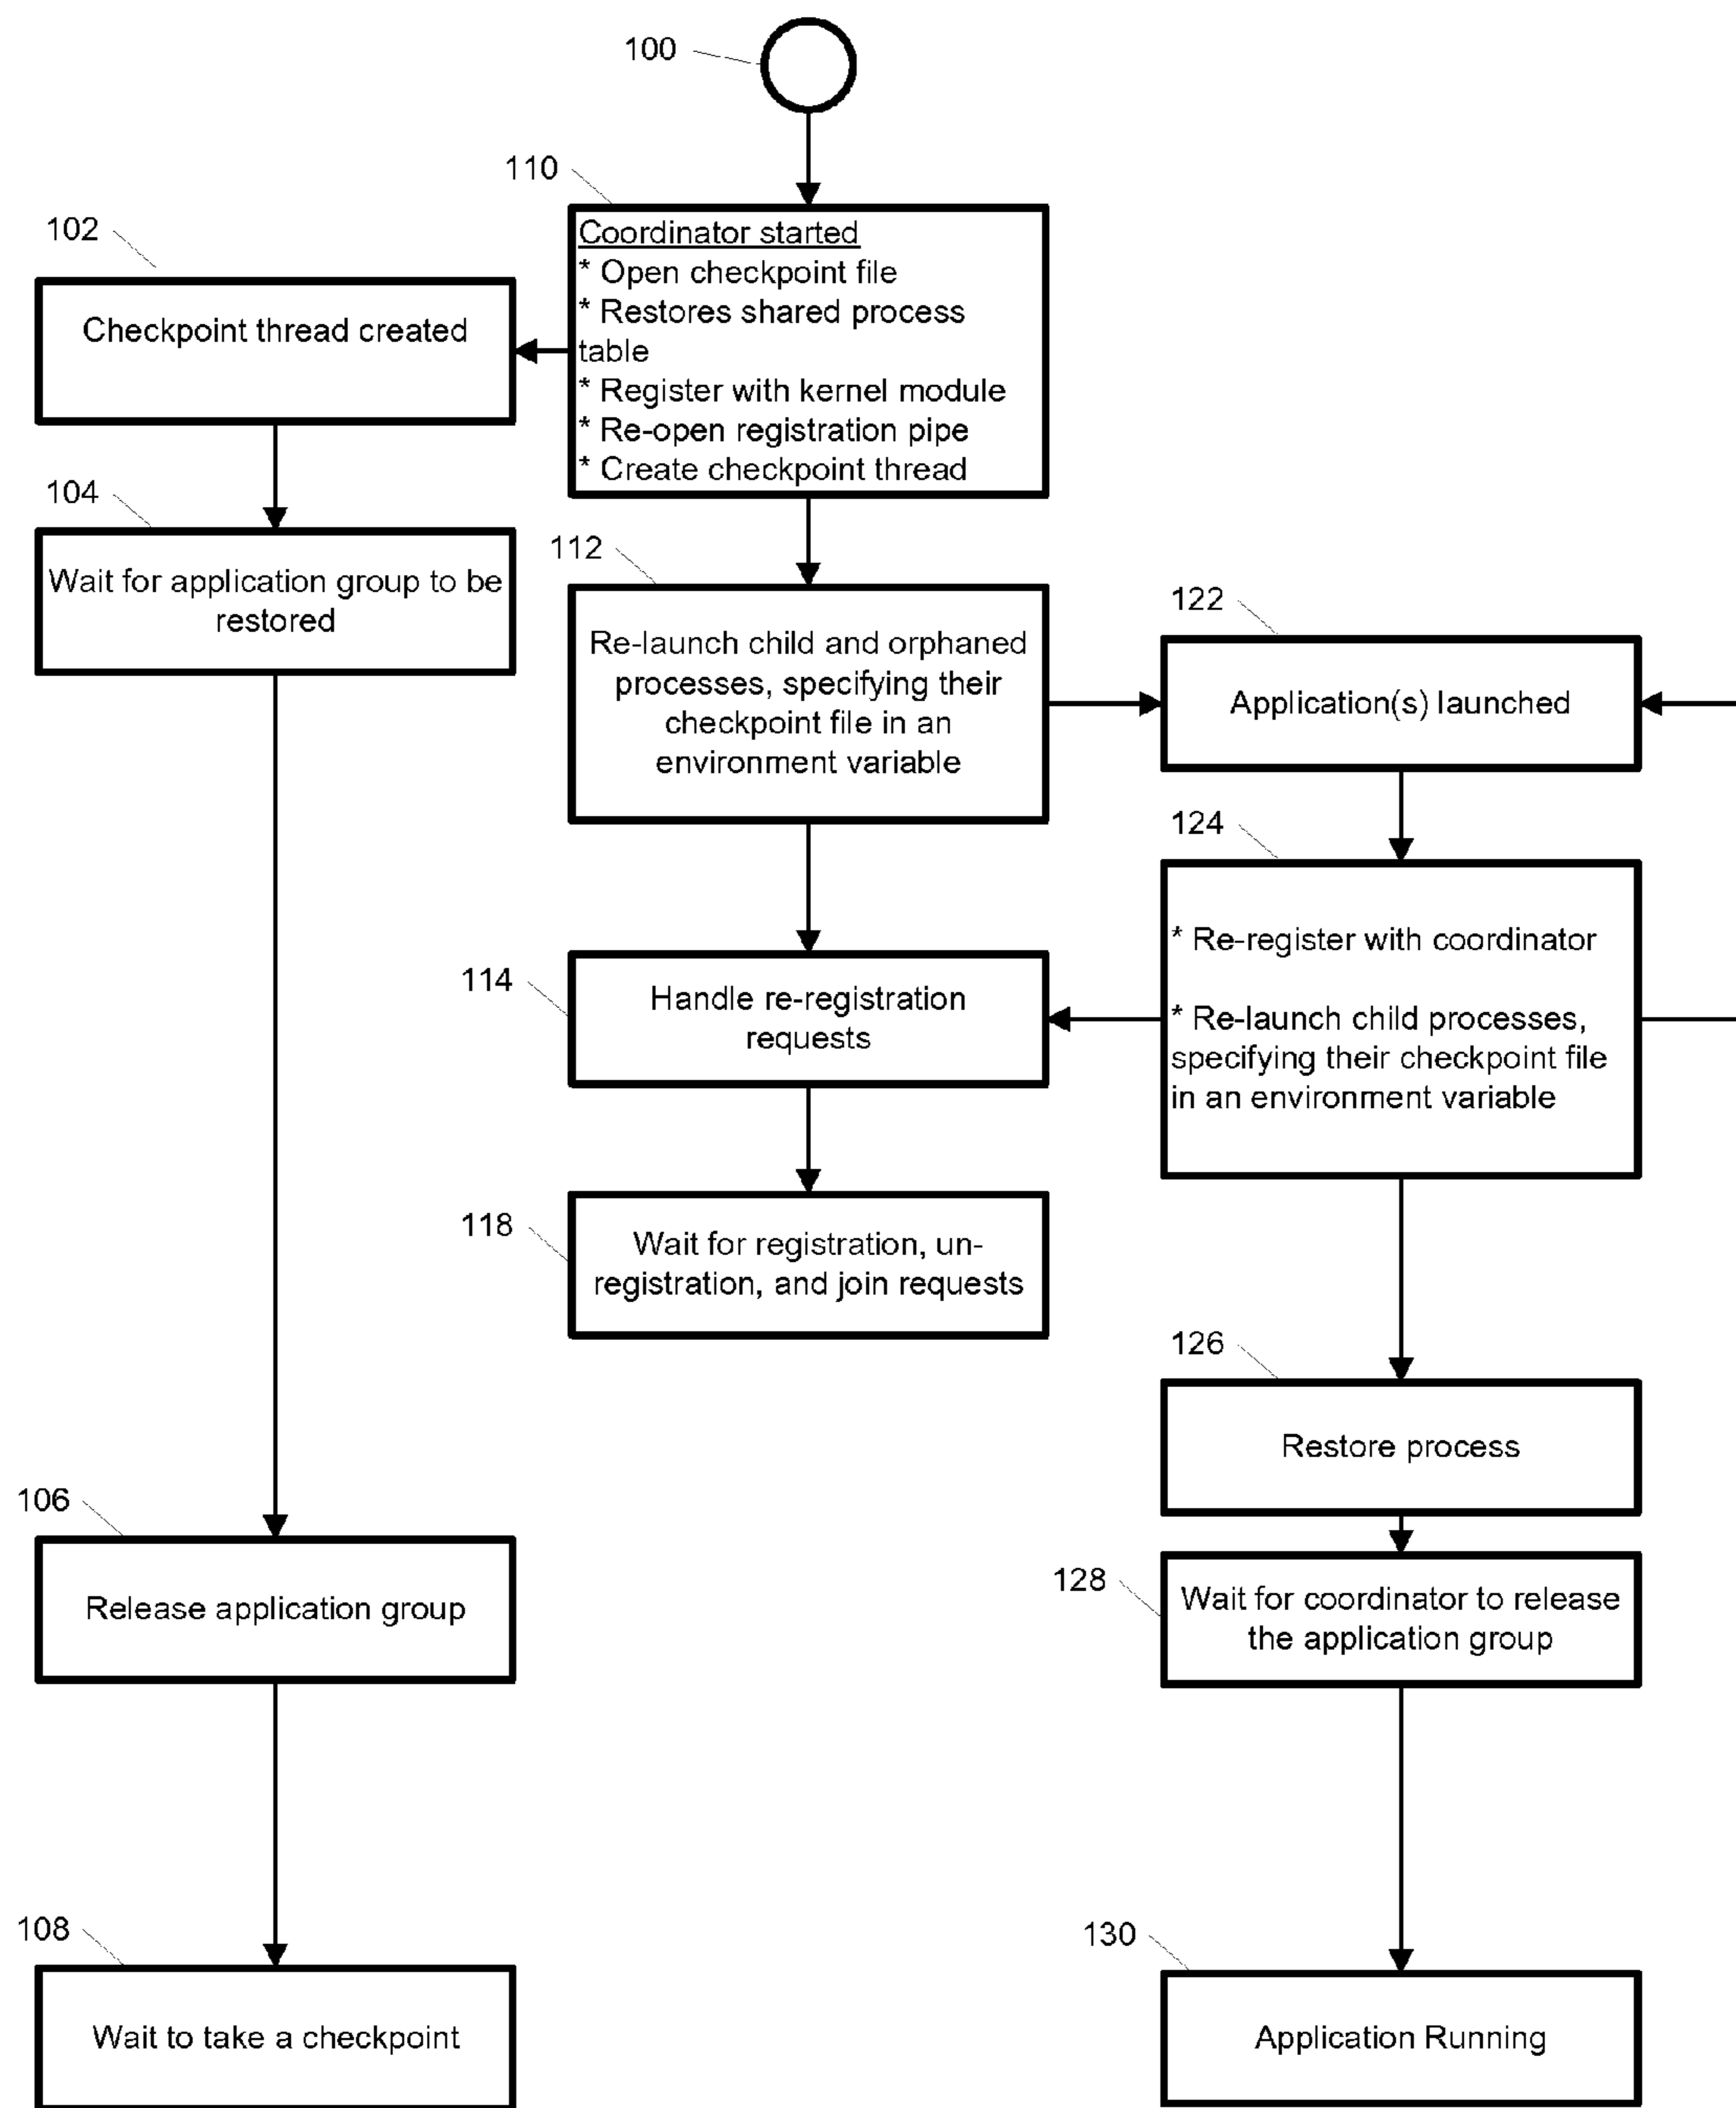 100
110
Coordinator started
* Open checkpoint file
* Restores shared process
table
* Register with kernel module
* Re-open registration pipe
* Create checkpoint thread
102
Checkpoint thread created
104
Wait for application group to be
restored
112
Re-launch child and orphaned
processes, specifying their
checkpoint file in an
environment variable
122
Application(s) launched
124
* Re-register with coordinator
* Re-launch child processes,
specifying their checkpoint file
in an environment variable
114
Handle re-registration
requests
118
Wait for registration, un-
registration, and join requests
126
Restore process
106
Release application group
128
Wait for coordinator to release
the application group
108
Wait to take a checkpoint
130
Application Running